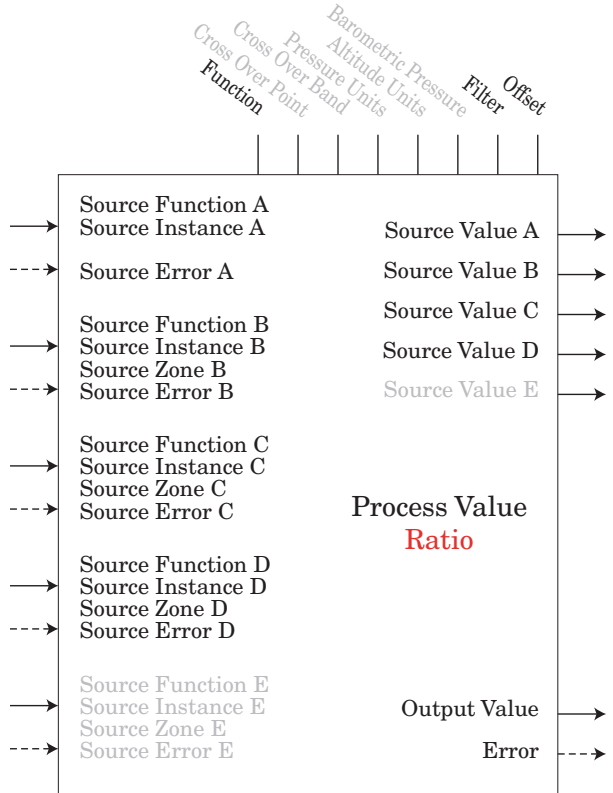 Function
Cross Over Point
Cross Over Band
Pressure Units
Altitude Units
Barometric Pressure
Filter
Offset
Source Function A
Source Instance A
Source Error A
Source Function B
Source Instance B
Source Zone B
Source Error B
Source Function C
Source Instance C
Source Zone C
Source Error C
Source Function D
Source Instance D
Source Zone D
Source Error D
Source Function E
Source Instance E
Source Zone E
Source Error E
Source Value A
Source Value B
Source Value C
Source Value D
Source Value E
Process Value
Ratio
Output Value
Error